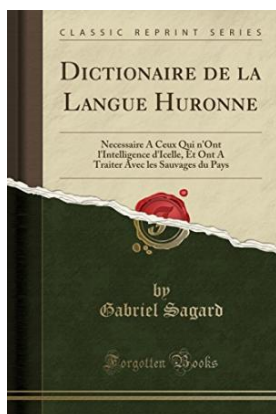 CLASSIC REPRINT SERIES
DICTIONAIRE DE LA
LANGUE HURONNE
Necessaire A Ceux Qui n'Ont
l'Intelligence d'Icelle, Et Ont A
Traiter Avec les Sauvages du Pays
by
Gabriel Sagard
Forgotten Books